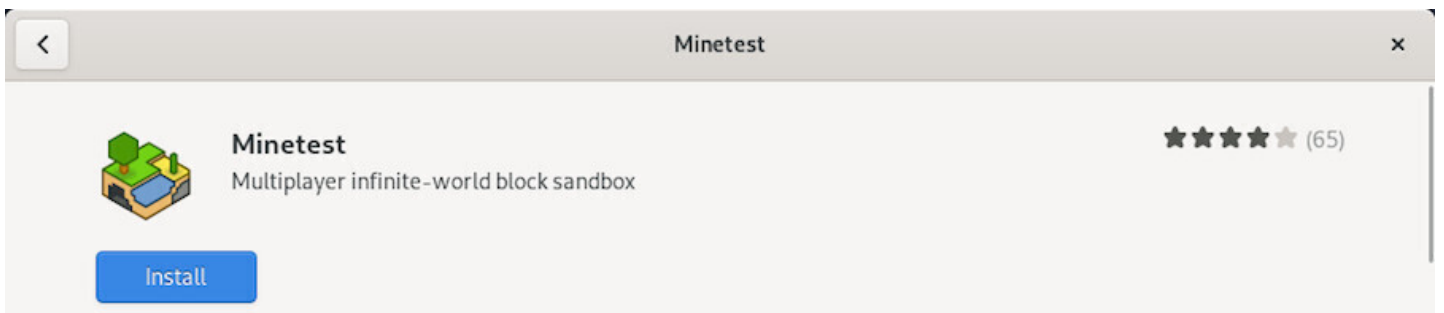 Minetest
Minetest
(65)
Multiplayer infinite-world block sandbox
Install